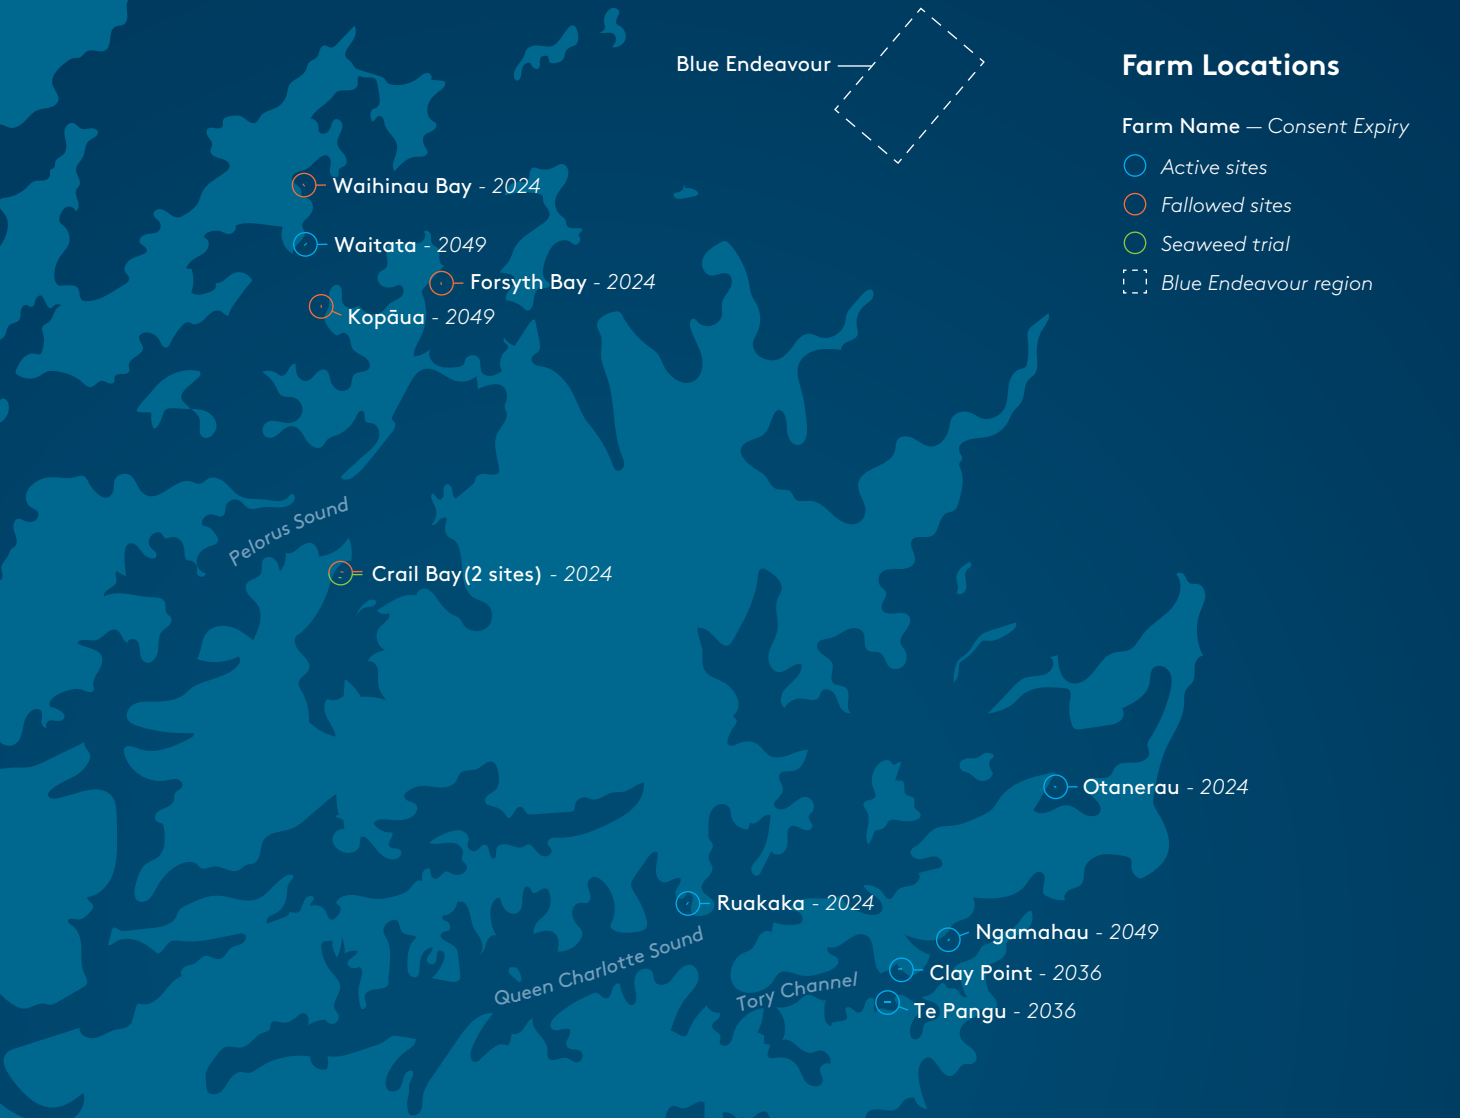 Blue Endeavour
Farm Locations
Farm Name – Consent Expiry
Active sites
Fallowed sites
Seaweed trial
Blue Endeavour region
Waihinau Bay - 2024
Waitata - 2049
Forsyth Bay - 2024
Kopāua - 2049
Pelorus Sound
Crail Bay(2 sites) - 2024
Otanerau - 2024
Ruakaka - 2024
Ngamahau - 2049
Queen Charlotte Sound
Clay Point - 2036
Tory Channel
Te Pangu - 2036